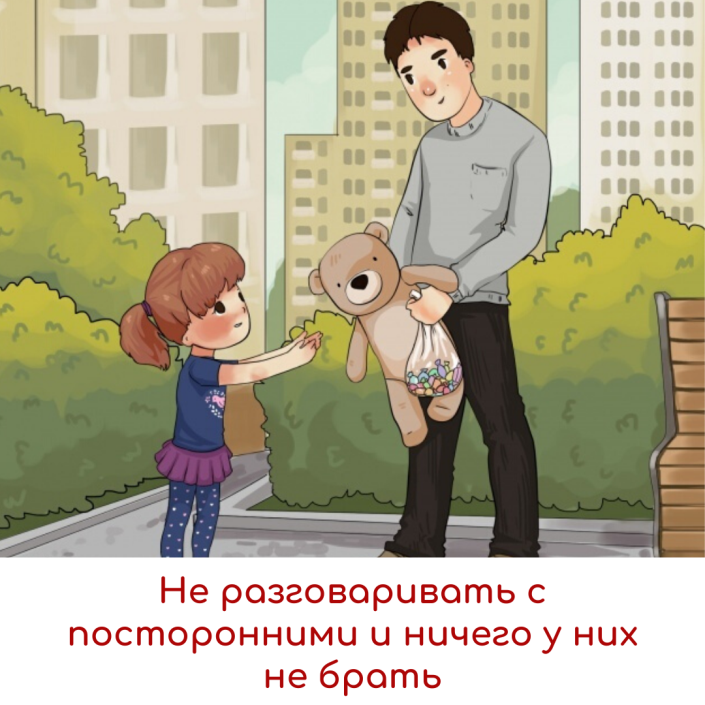 Не разговаривать с
посторонними и ничего у них
не брать